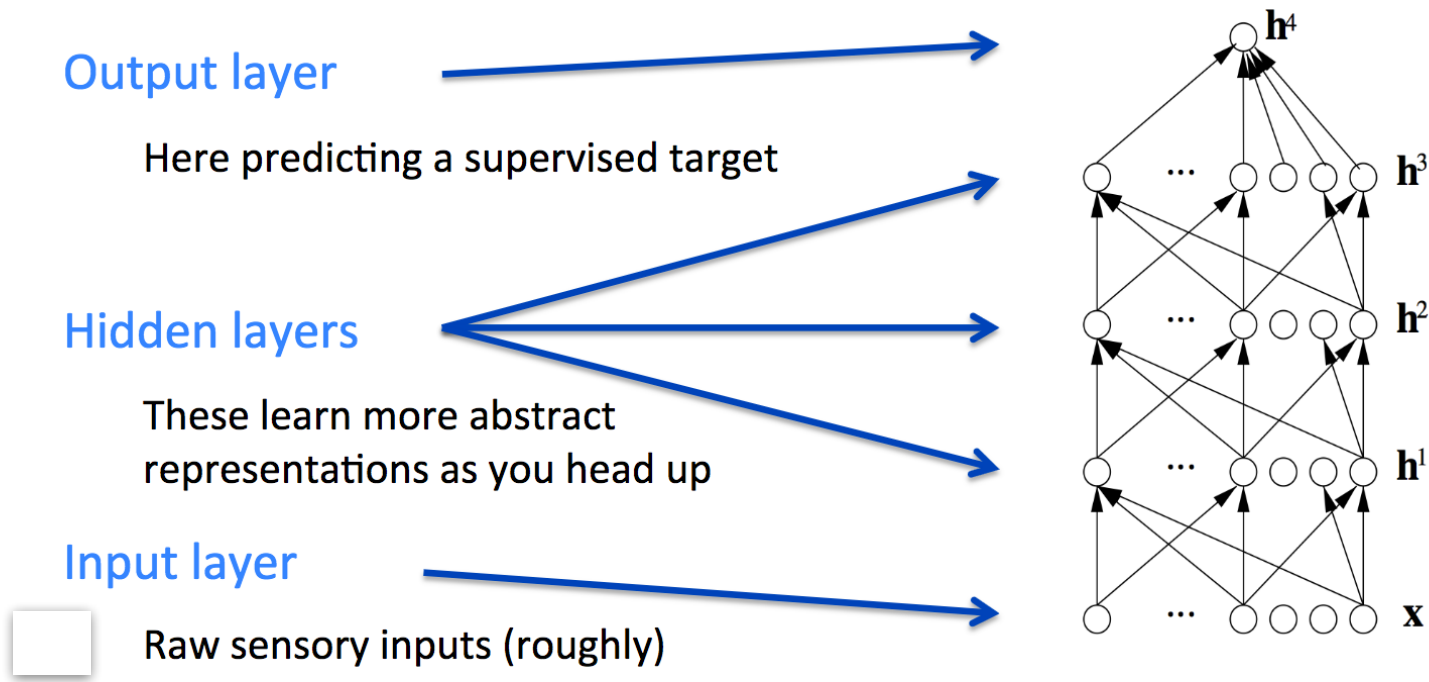 Output layer
Here predicting a supervised target
Hidden layers
These learn more abstract
representations as you head up
Input layer
Raw sensory inputs (roughly)
h⁴
... h³
... h²
... h¹
... x